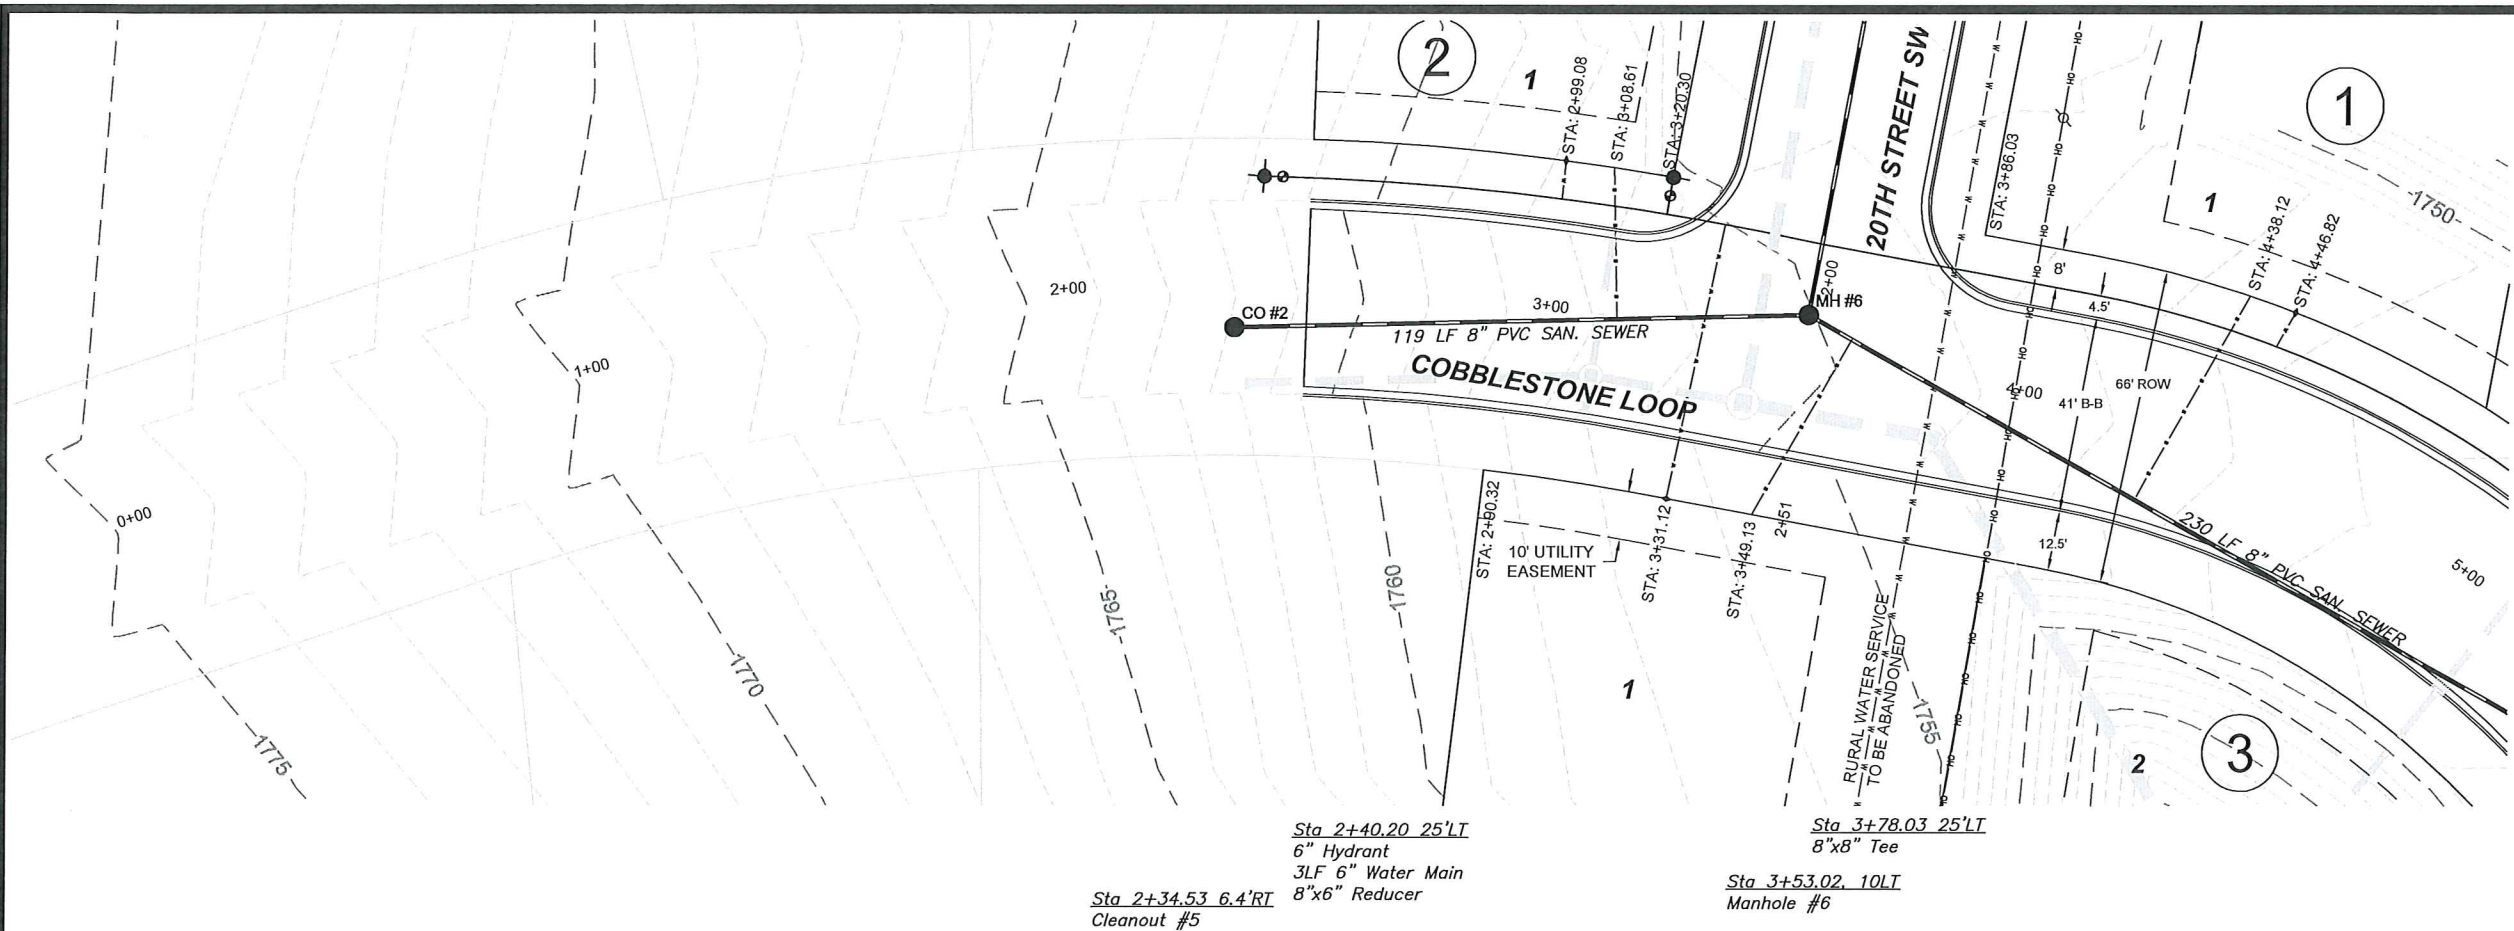 2
1
STA: 2+99.08
STA: 3+08.61
STA: 3+20.30
20TH STREET SW
STA: 3+86.03
1
1
-1750-
STA: 4+38.12
STA: 4+46.82
8'
4.5'
2+00
2+00
CO #2
3+00
MH #6
119 LF 8" PVC SAN. SEWER
COBBLESTONE LOOP
1+00
4+00
41' B-B
66' ROW
0+00
STA: 2+90.32
10' UTILITY
EASEMENT
STA: 3+31.12
STA: 3+49.13
2+51
12.5'
230 LF 8" PVC SAN. SEWER
5+00
-1775
-1770
-1765-
-1760
1
RURAL WATER SERVICE
TO BE ABANDONED
-1755
2
3
Sta 2+40.20 25'LT
6" Hydrant
3LF 6" Water Main
8"x6" Reducer
Sta 3+78.03 25'LT
8"x8" Tee
Sta 2+34.53 6.4'RT
Cleanout #5
Sta 3+53.02, 10LT
Manhole #6